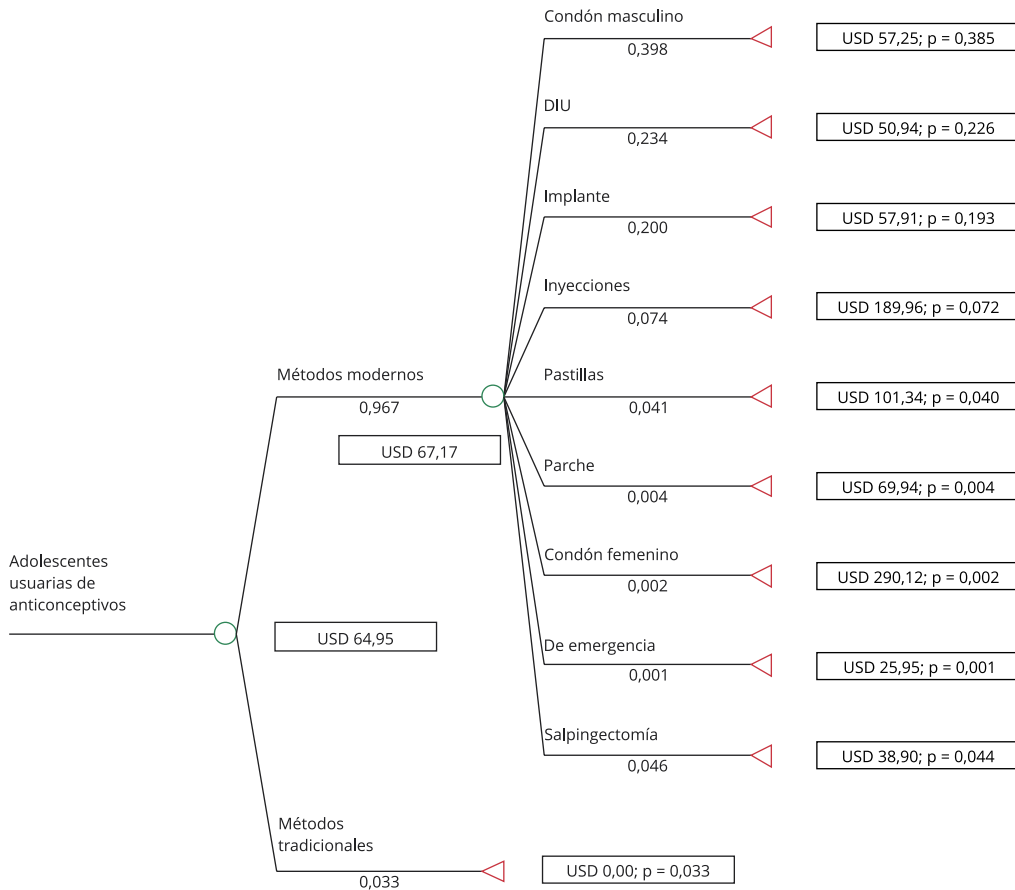 Condón masculino
0,398
USD 57,25; p = 0,385
DIU
0,234
USD 50,94; p = 0,226
Implante
0,200
USD 57,91; p = 0,193
Inyecciones
0,074
USD 189,96; p = 0,072
Métodos modernos
0,967
USD 67,17
Pastillas
0,041
USD 101,34; p = 0,040
Parche
0,004
USD 69,94; p = 0,004
Condón femenino
0,002
USD 290,12; p = 0,002
Adolescentes
usuarias de
anticonceptivos
USD 64,95
De emergencia
0,001
USD 25,95; p = 0,001
Salpingectomía
0,046
USD 38,90; p = 0,044
Métodos
tradicionales
0,033
USD 0,00; p = 0,033